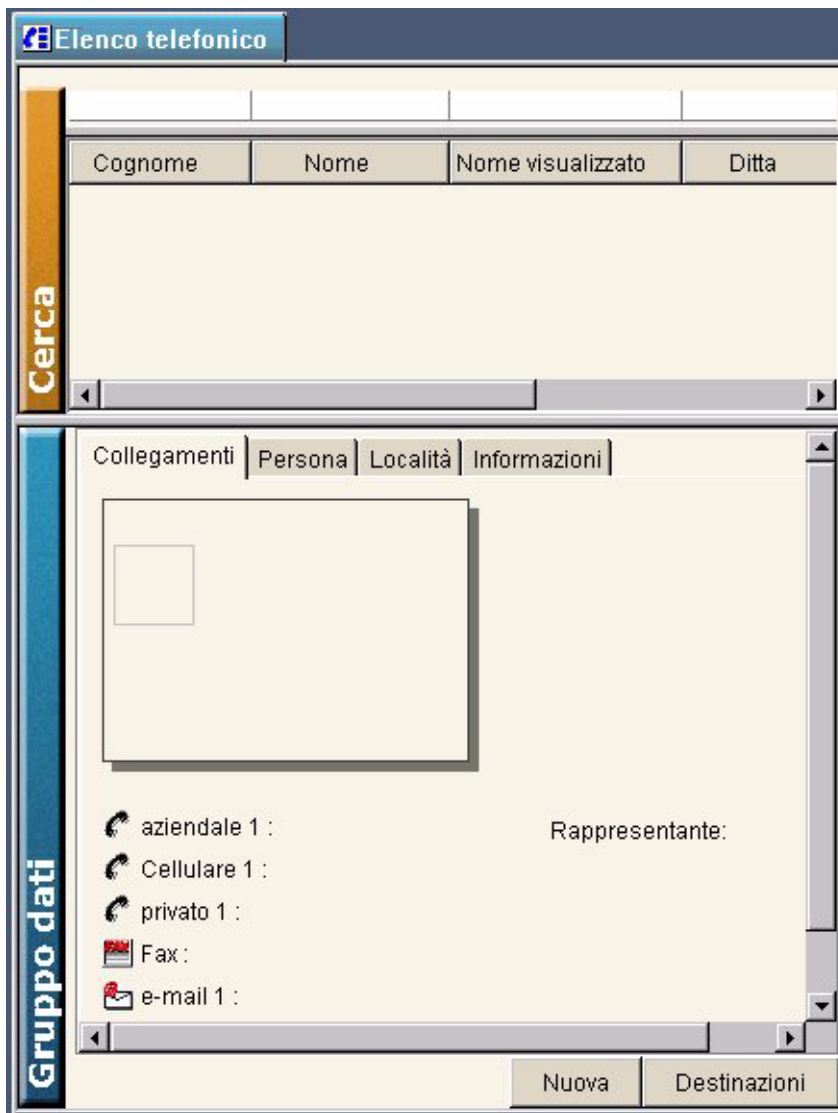 Elenco telefonico
Cognome Nome Nome visualizzato Ditta
Cerca
Collegamenti Persona Località Informazioni
aziendale 1 : Rappresentante:
Cellulare 1 :
privato 1 :
FAX Fax :
e-mail 1 :
Gruppo dati
Nuova Destinazioni